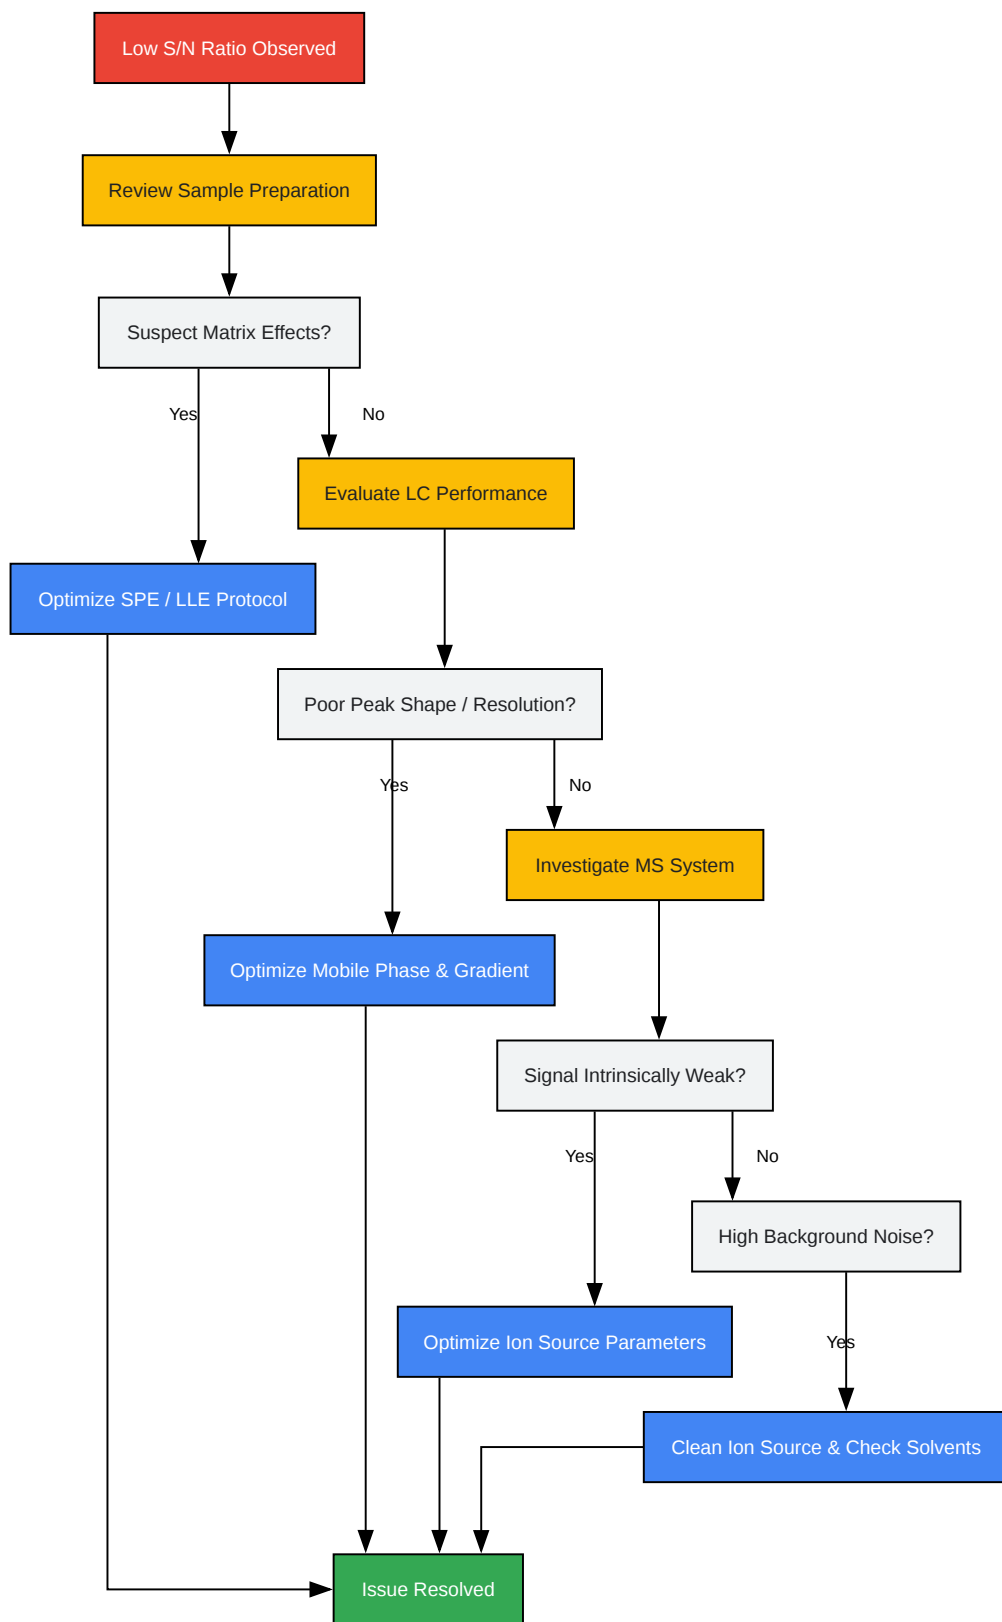 Low S/N Ratio Observed
Review Sample Preparation
Suspect Matrix Effects?
Yes
No
Evaluate LC Performance
Optimize SPE / LLE Protocol
Poor Peak Shape / Resolution?
Yes
No
Investigate MS System
Optimize Mobile Phase & Gradient
Signal Intrinsically Weak?
Yes
No
High Background Noise?
Optimize Ion Source Parameters
Yes
Clean Ion Source & Check Solvents
Issue Resolved